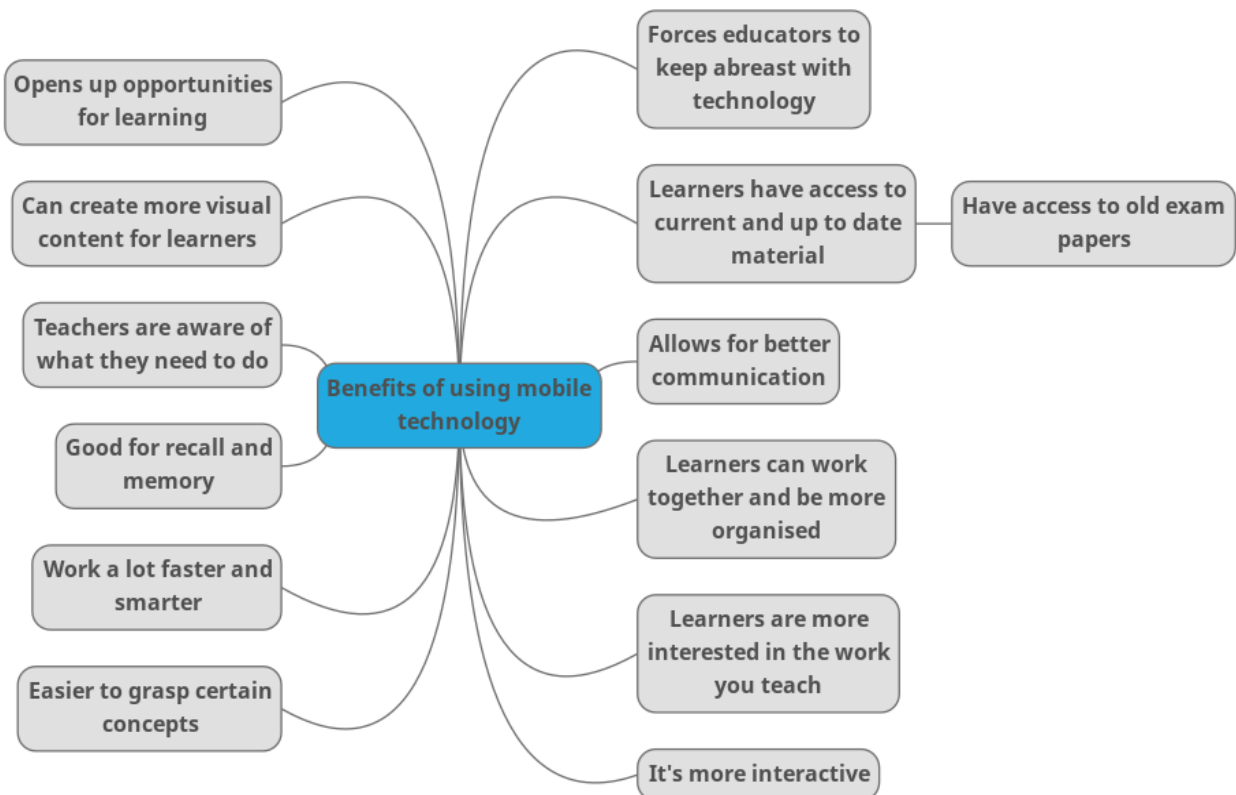 Opens up opportunities
for learning
Can create more visual
content for learners
Teachers are aware of
what they need to do
Good for recall and
memory
Work a lot faster and
smarter
Easier to grasp certain
concepts
Benefits of using mobile
technology
Forces educators to
keep abreast with
technology
Learners have access to
current and up to date
material
Have access to old exam
papers
Allows for better
communication
Learners can work
together and be more
organised
Learners are more
interested in the work
you teach
It's more interactive